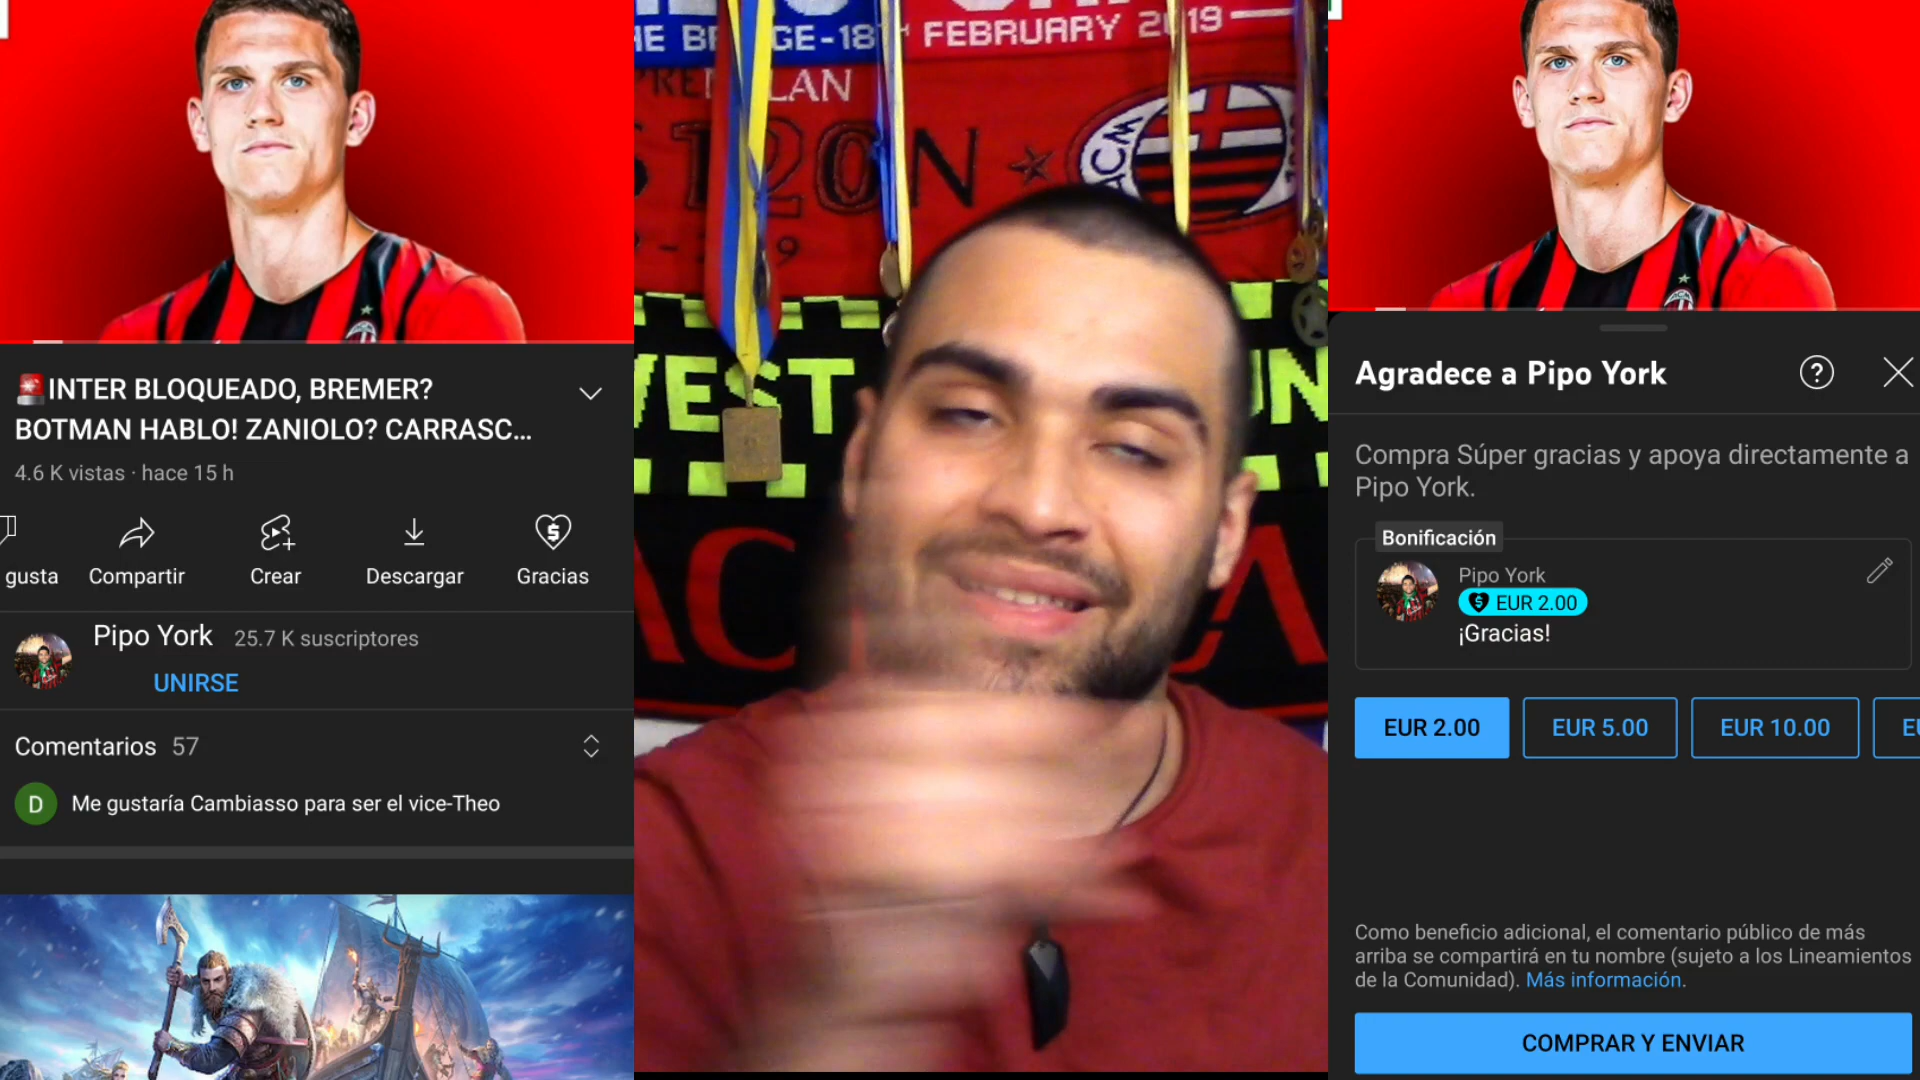 INTER BLOQUEADO, BREMER?
BOTMAN HABLO! ZANIOLO? CARRASC...
4.6 K vistas · hace 15 h
gusta
Compartir
Crear
Descargar
Gracias
Pipo York 25.7 K suscriptores
UNIRSE
Comentarios 57
D
Me gustaría Cambiasso para ser el vice-Theo
FEBRUARY 2019
LAN
ACM
WEST
Agradece a Pipo York
?
Compra Súper gracias y apoya directamente a
Pipo York.
Bonificación
Pipo York
EUR 2.00
¡Gracias!
EUR 2.00
EUR 5.00
EUR 10.00
Como beneficio adicional, el comentario público de más
arriba se compartirá en tu nombre (sujeto a los Lineamientos
de la Comunidad). Más información.
COMPRAR Y ENVIAR